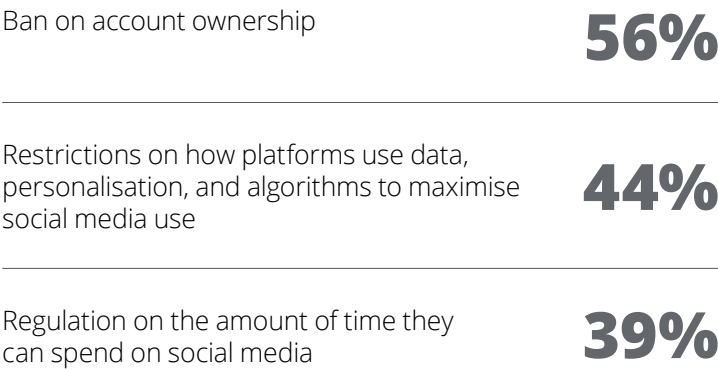 Ban on account ownership
56%
Restrictions on how platforms use data,
personalisation, and algorithms to maximise
social media use
44%
Regulation on the amount of time they
can spend on social media
39%